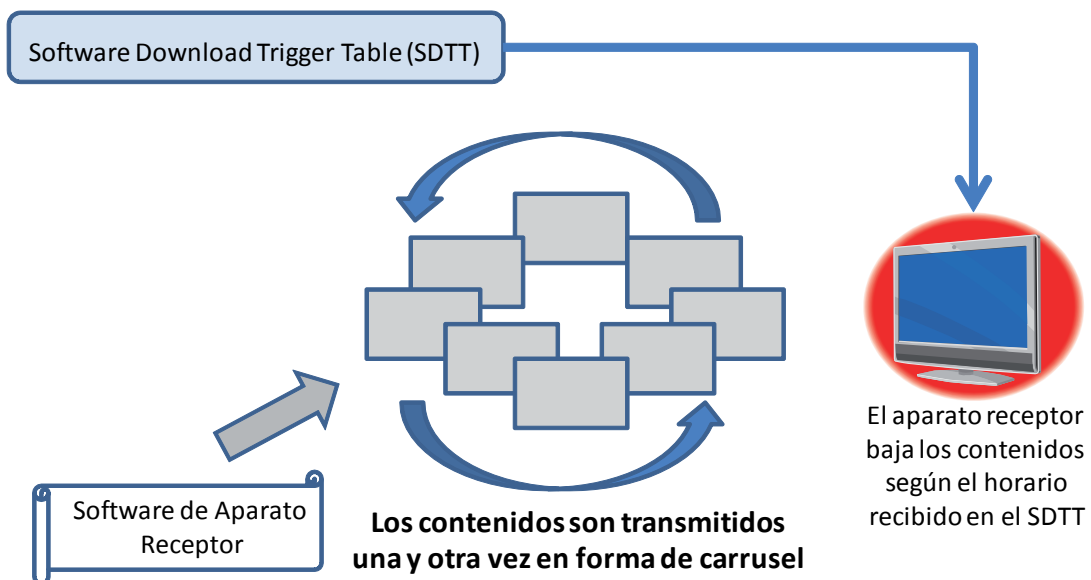 Software Download Trigger Table (SDTT)
El aparato receptor
baja los contenidos
según el horario
recibido en el SDTT
Software de Aparato
Receptor
Los contenidos son transmitidos
una y otra vez en forma de carrusel